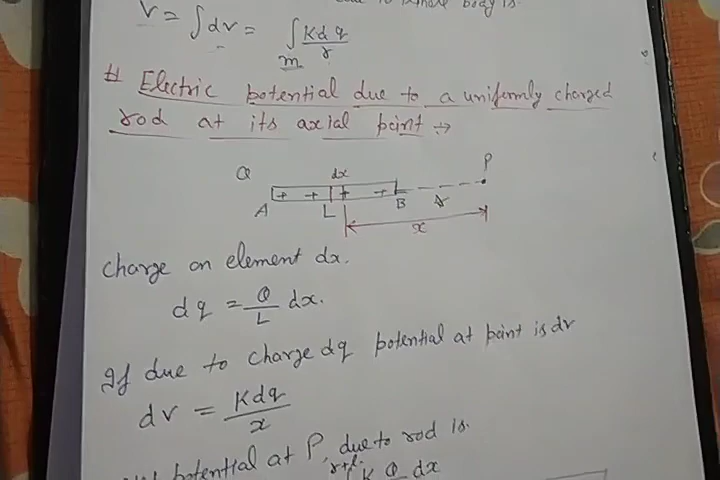 V = ∫dv = ∫ Kdq/r
m
# Electric potential due to a uniformly charged
rod at its axial point →
Q dx P
+ + + +
A L B r
x
charge on element dx.
dq = Q/L dx.
If due to charge dq potential at point is dv
dv = Kdq/x
potential at P, due to rod is.
r+L K Q dx